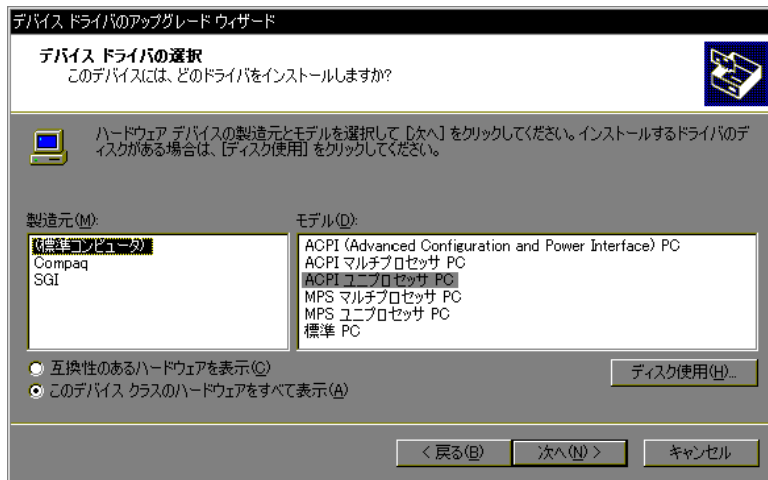 デバイス ドライバのアップグレード ウィザード
デバイス ドライバの選択
このデバイスには、どのドライバをインストールしますか?
ハードウェア デバイスの製造元とモデルを選択して [次へ] をクリックしてください。インストールするドライバのデ
ィスクがある場合は、[ディスク使用] をクリックしてください。
製造元(M):
(標準コンピュータ)
Compaq
SGI
モデル(D):
ACPI (Advanced Configuration and Power Interface) PC
ACPI マルチプロセッサ PC
ACPI ユニプロセッサ PC
MPS マルチプロセッサ PC
MPS ユニプロセッサ PC
標準 PC
互換性のあるハードウェアを表示(C)
このデバイス クラスのハードウェアをすべて表示(A)
ディスク使用(H)...
< 戻る(B)
次へ(N) >
キャンセル